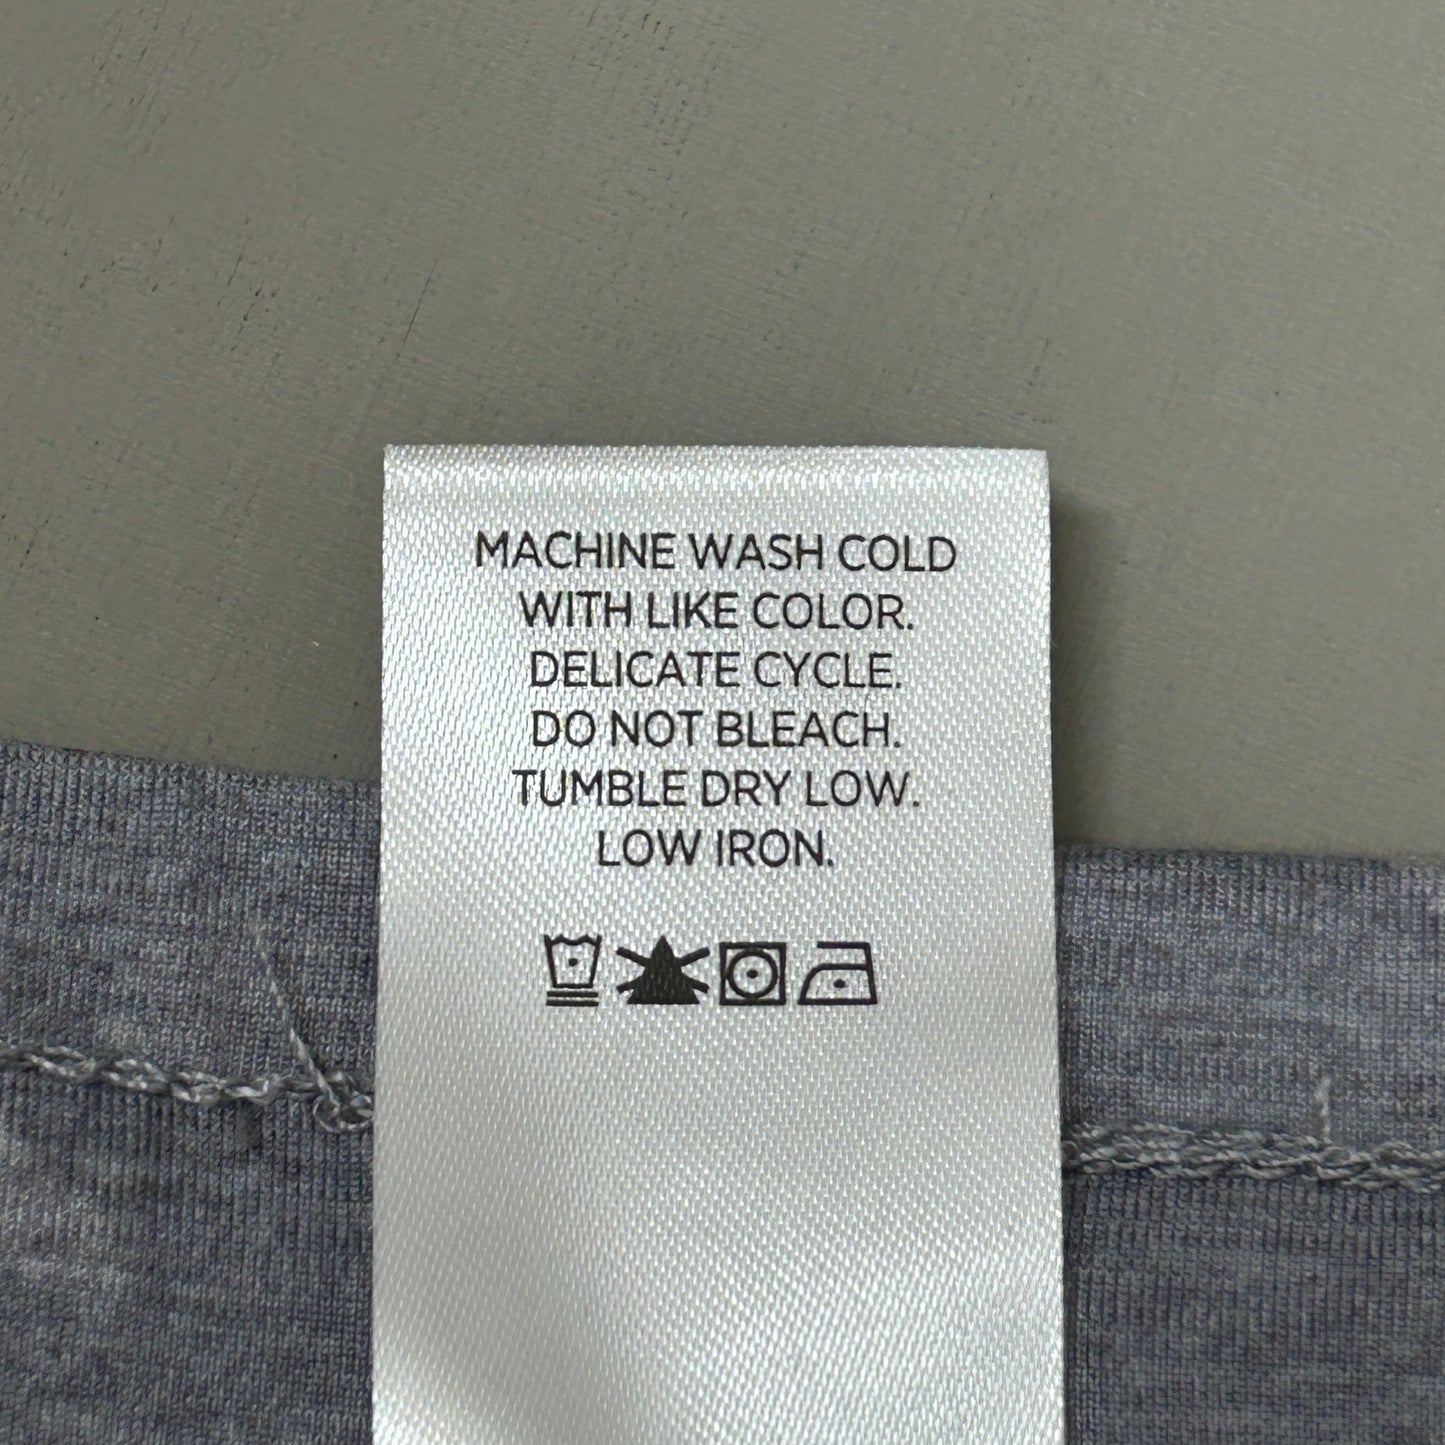 MACHINE WASH COLD
WITH LIKE COLOR.
DELICATE CYCLE.
DO NOT BLEACH.
TUMBLE DRY LOW.
LOW IRON.